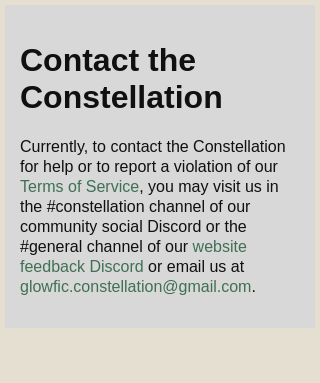 Contact the
Constellation
Currently, to contact the Constellation
for help or to report a violation of our
Terms of Service, you may visit us in
the #constellation channel of our
community social Discord or the
#general channel of our website
feedback Discord or email us at
glowfic.constellation@gmail.com.